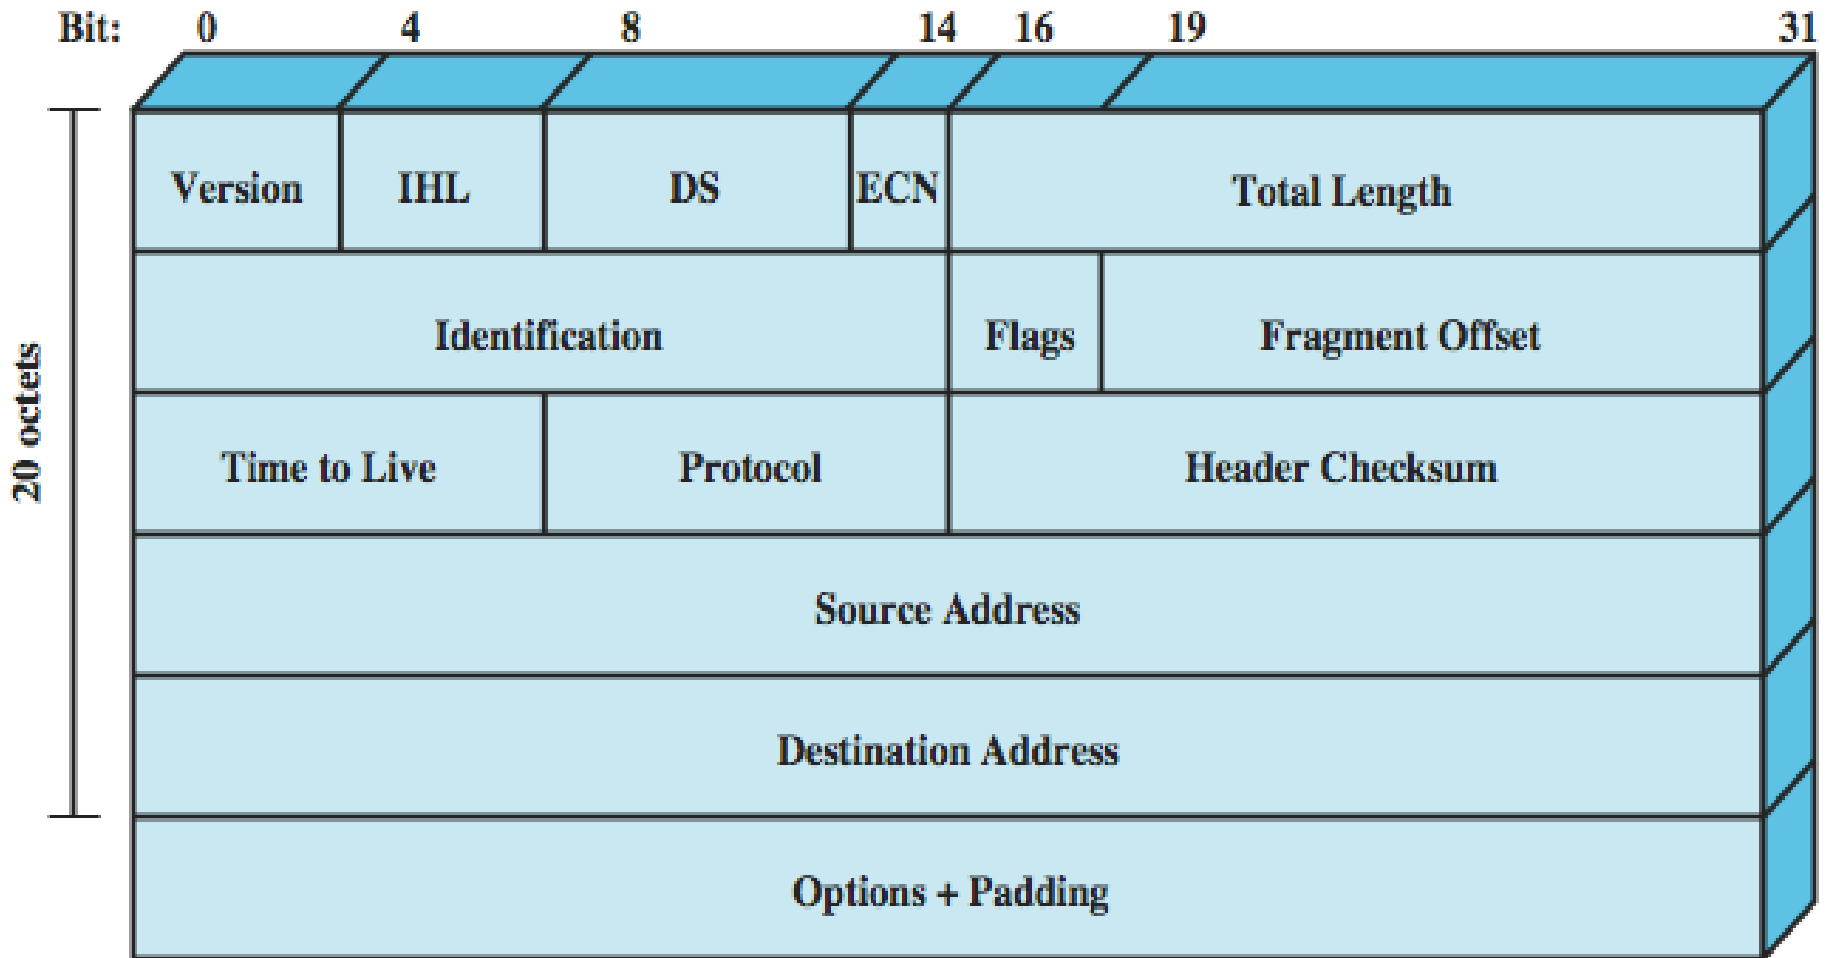 Bit: 0 4 8 14 16 19 31
Version IHL DS ECN Total Length
Identification Flags Fragment Offset
Time to Live Protocol Header Checksum
Source Address
Destination Address
Options + Padding
20 octets